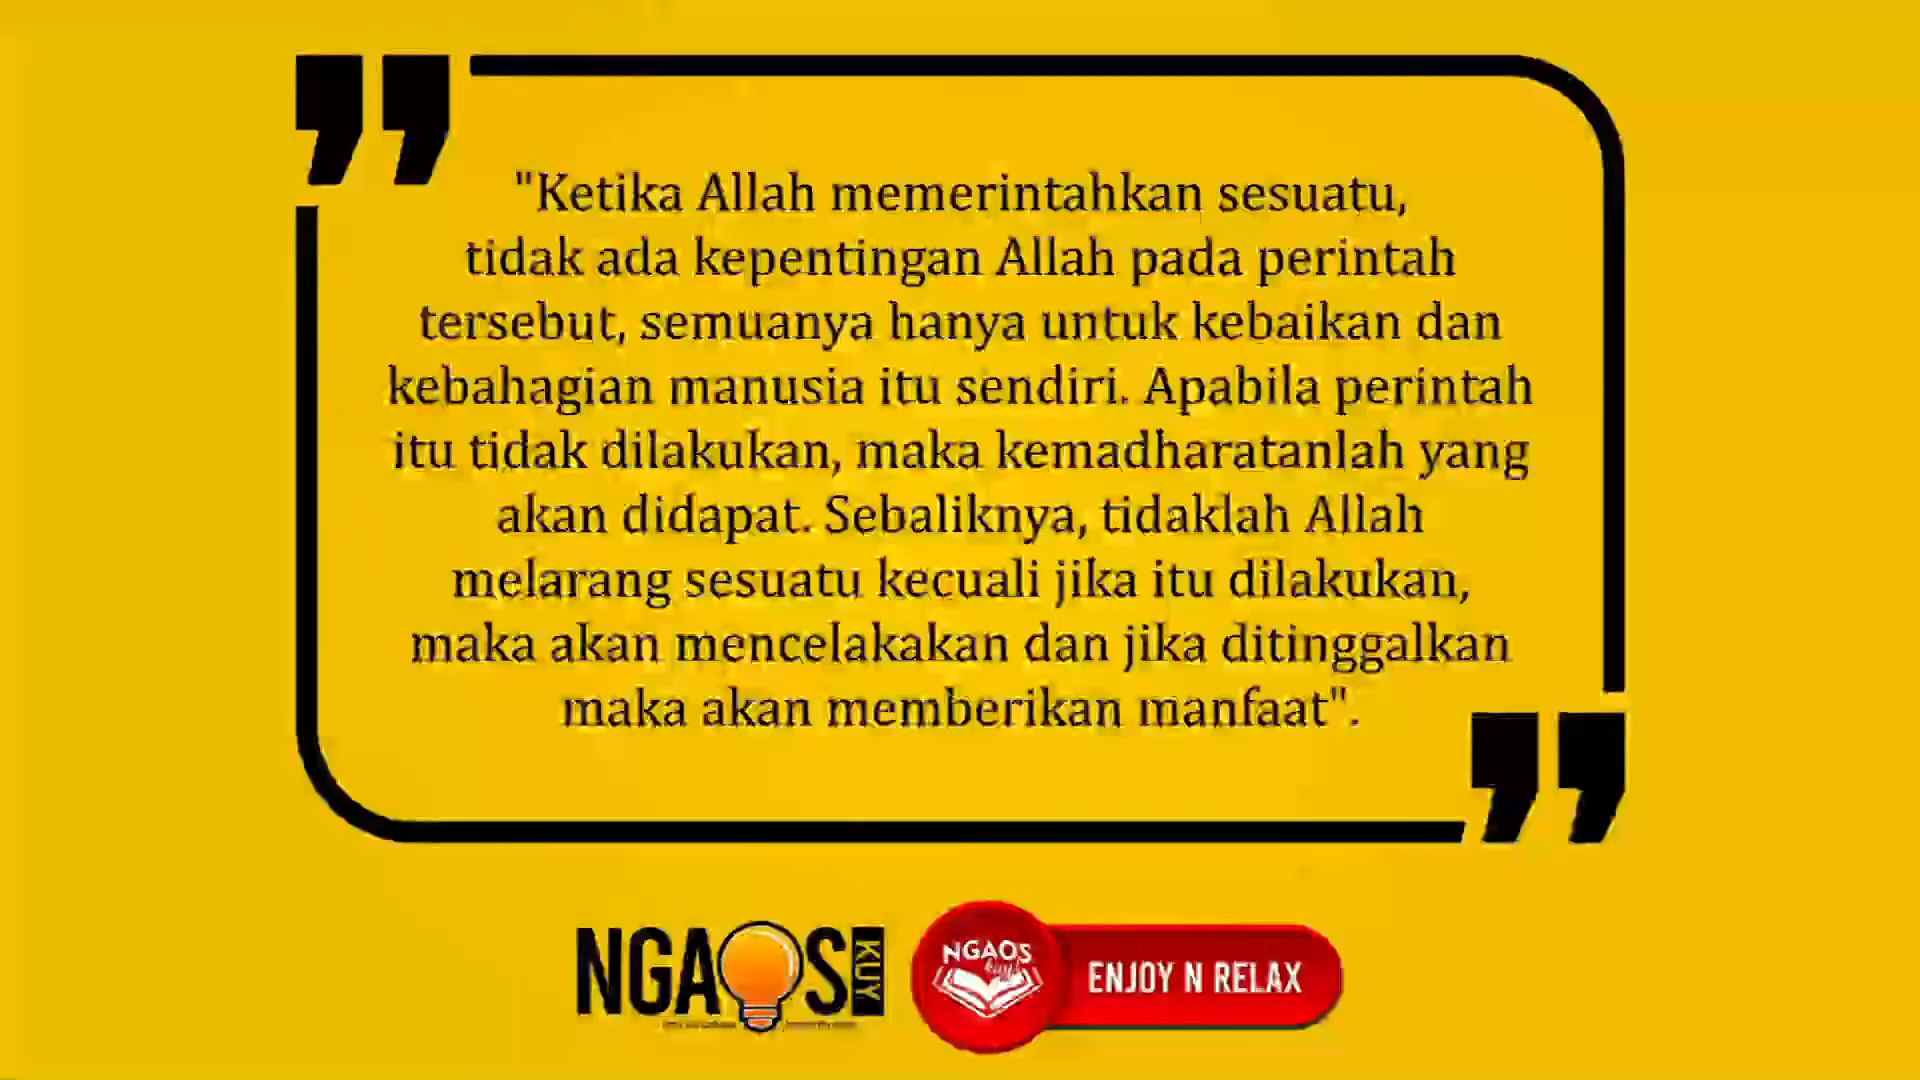 "Ketika Allah memerintahkan sesuatu,
tidak ada kepentingan Allah pada perintah
tersebut, semuanya hanya untuk kebaikan dan
kebahagian manusia itu sendiri. Apabila perintah
itu tidak dilakukan, maka kemadharatanlah yang
akan didapat. Sebaliknya, tidaklah Allah
melarang sesuatu kecuali jika itu dilakukan,
maka akan mencelakakan dan jika ditinggalkan
maka akan memberikan manfaat".
NGAOS KUY
NGAOS
ENJOY N RELAX